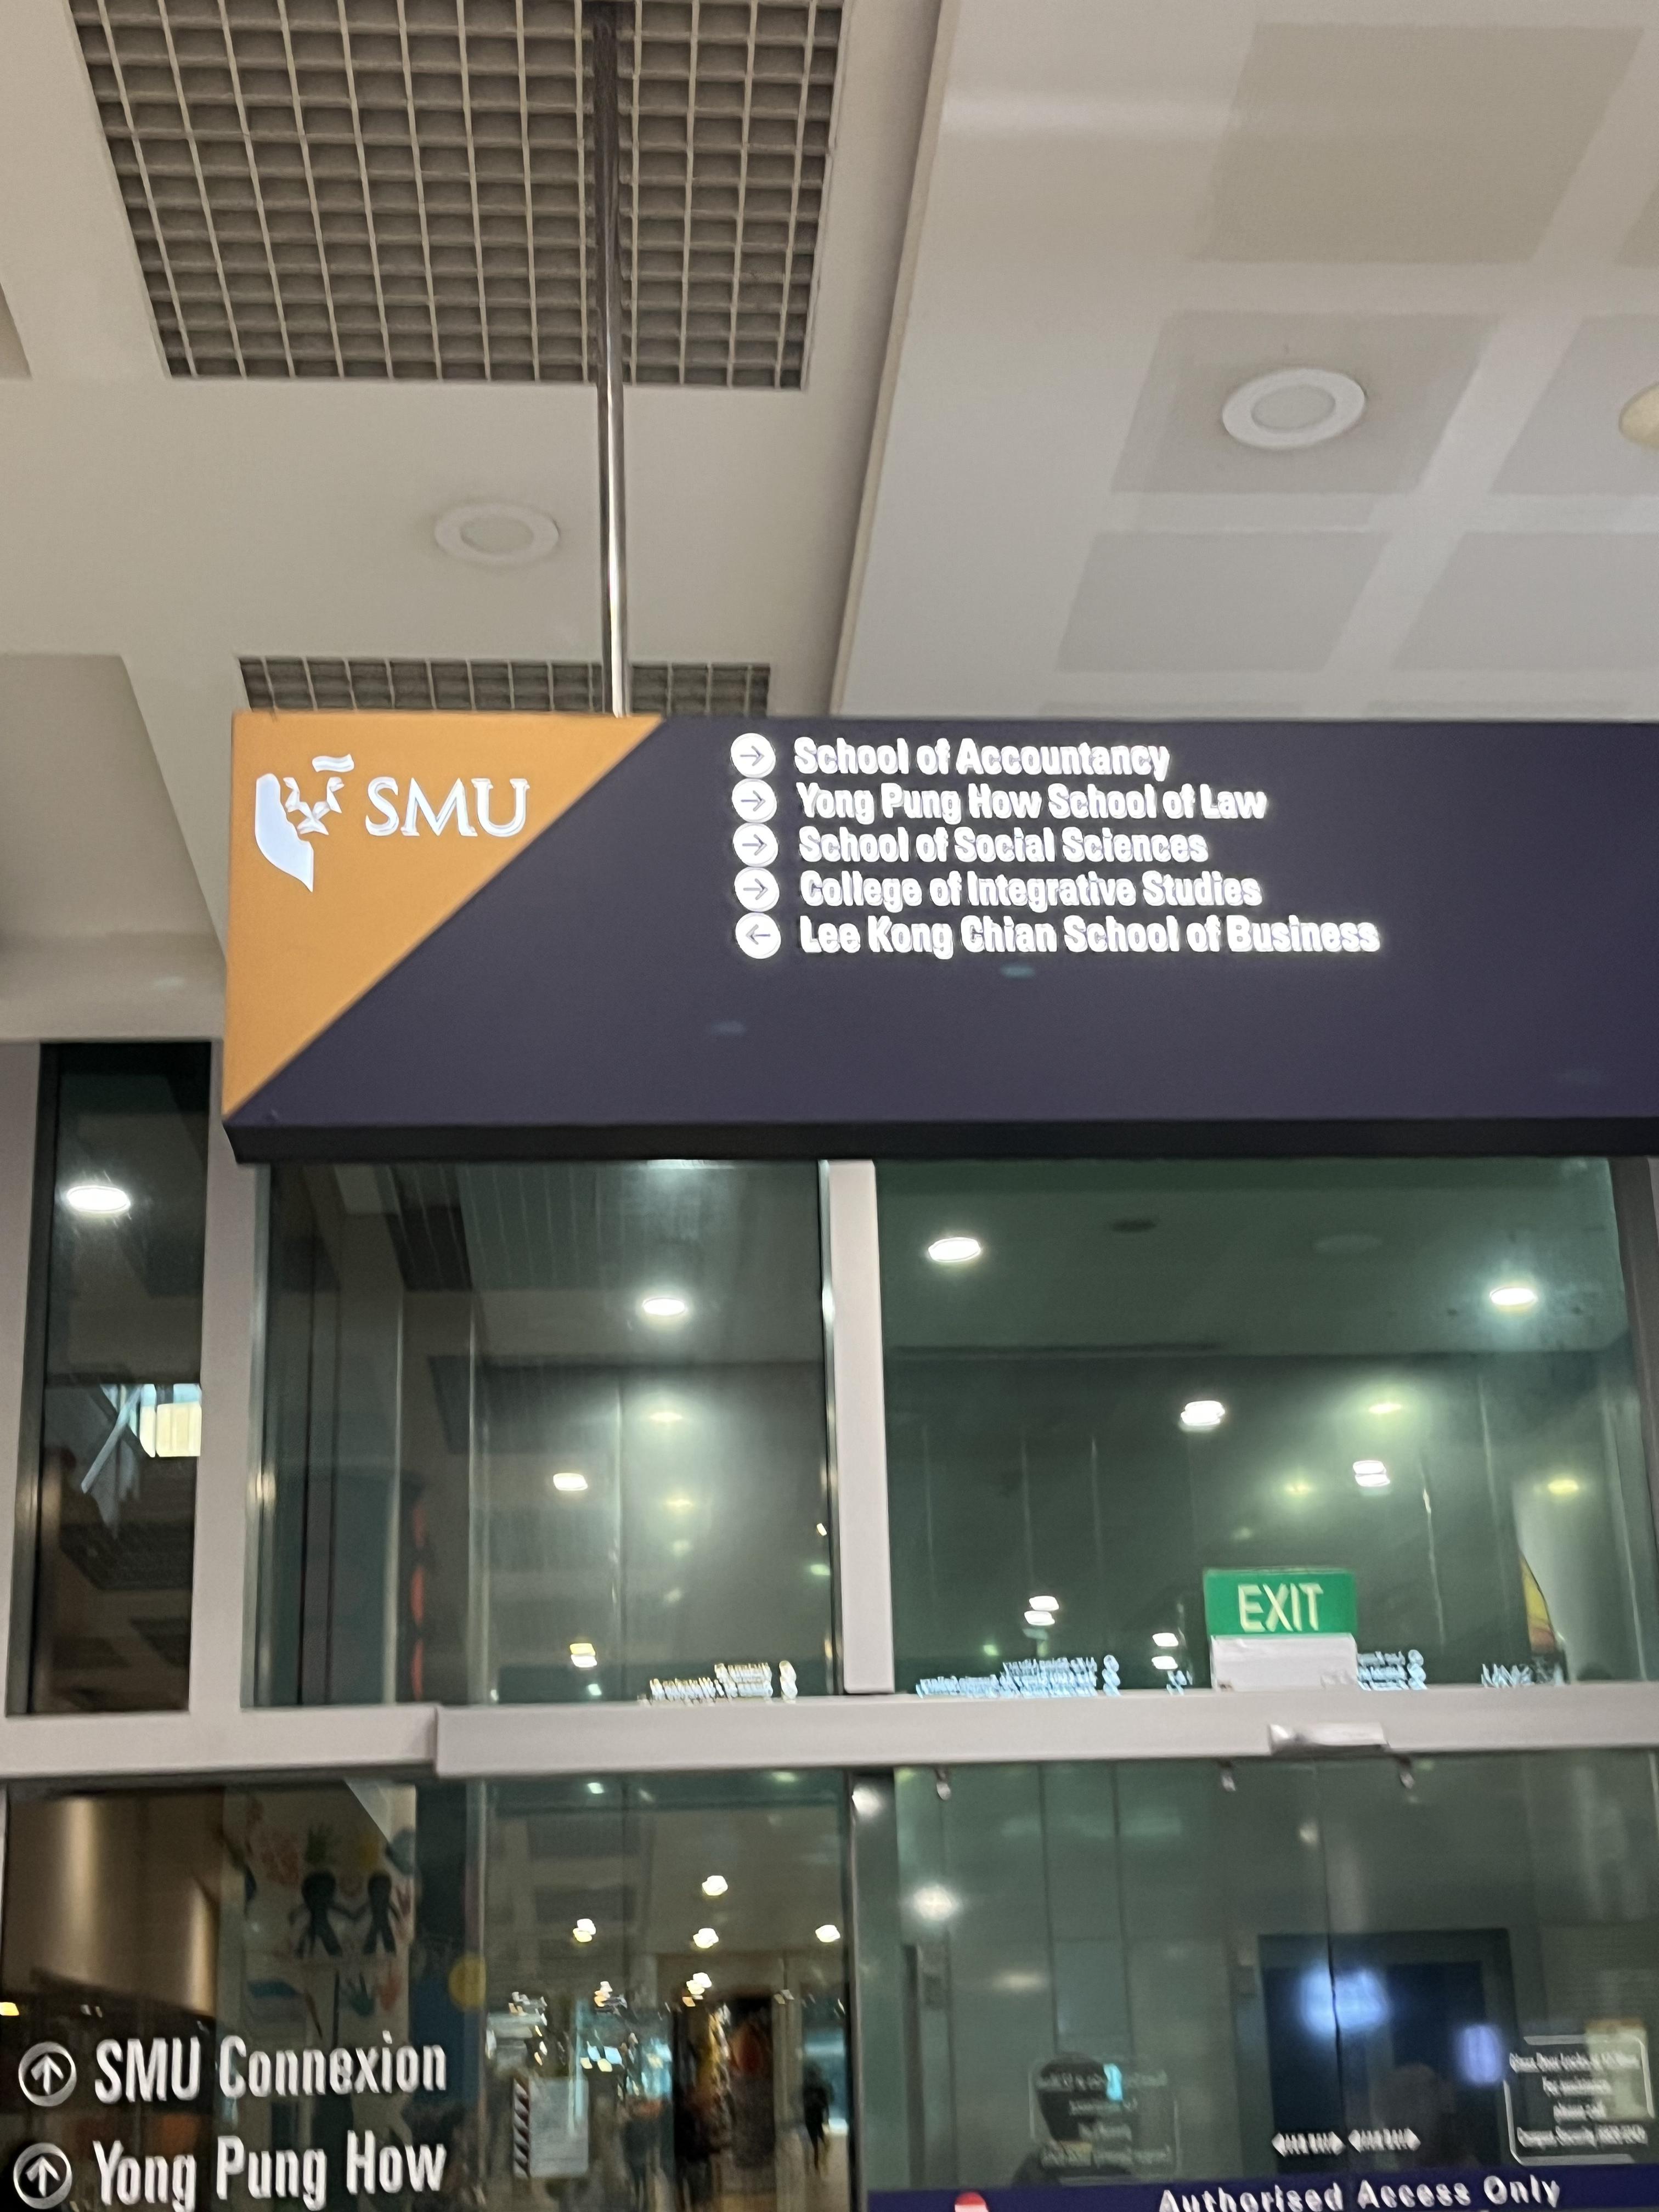 SMU
School of Accountancy
Yong Pung How School of Law
School of Social Sciences
College of Integrative Studies
Lee Kong Chian School of Business
EXIT
SMU Connexion
Yong Pung How
Authorised Access Only